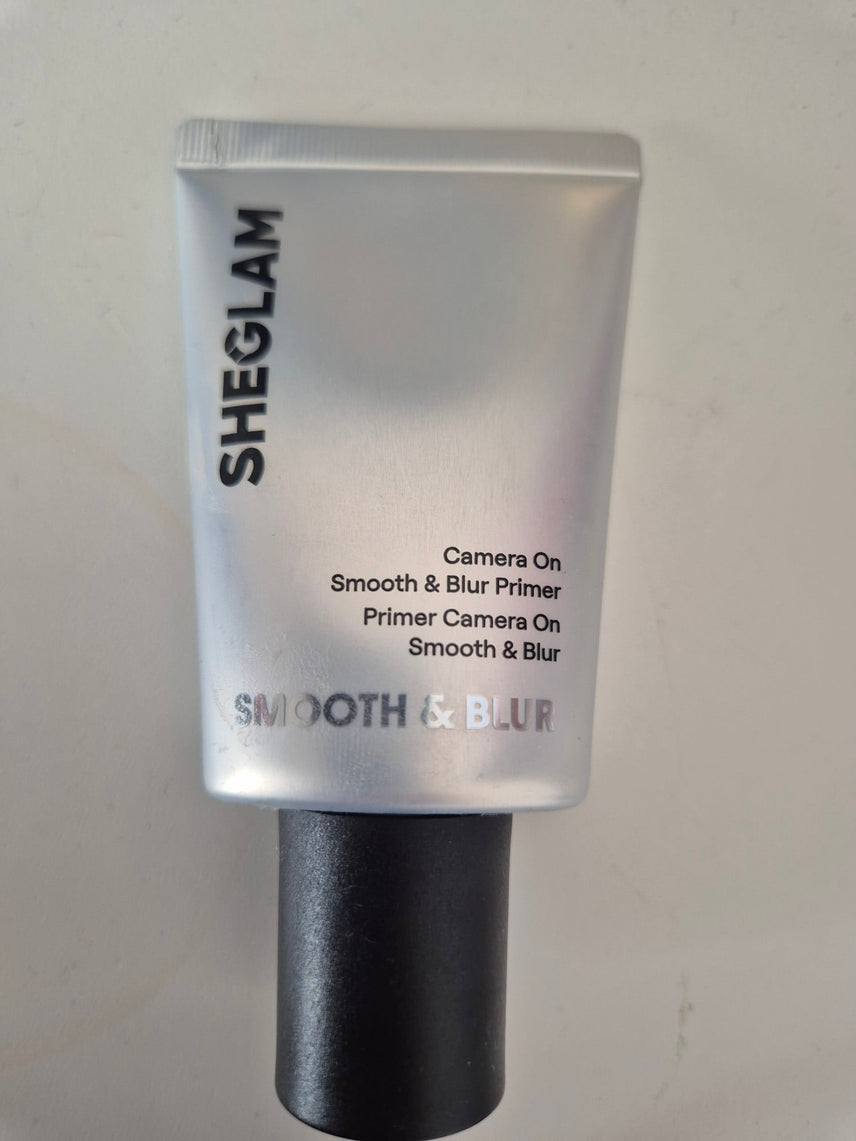 SHEGLAM
Camera On
Smooth & Blur Primer
Primer Camera On
Smooth & Blur
SMOOTH & BLUR